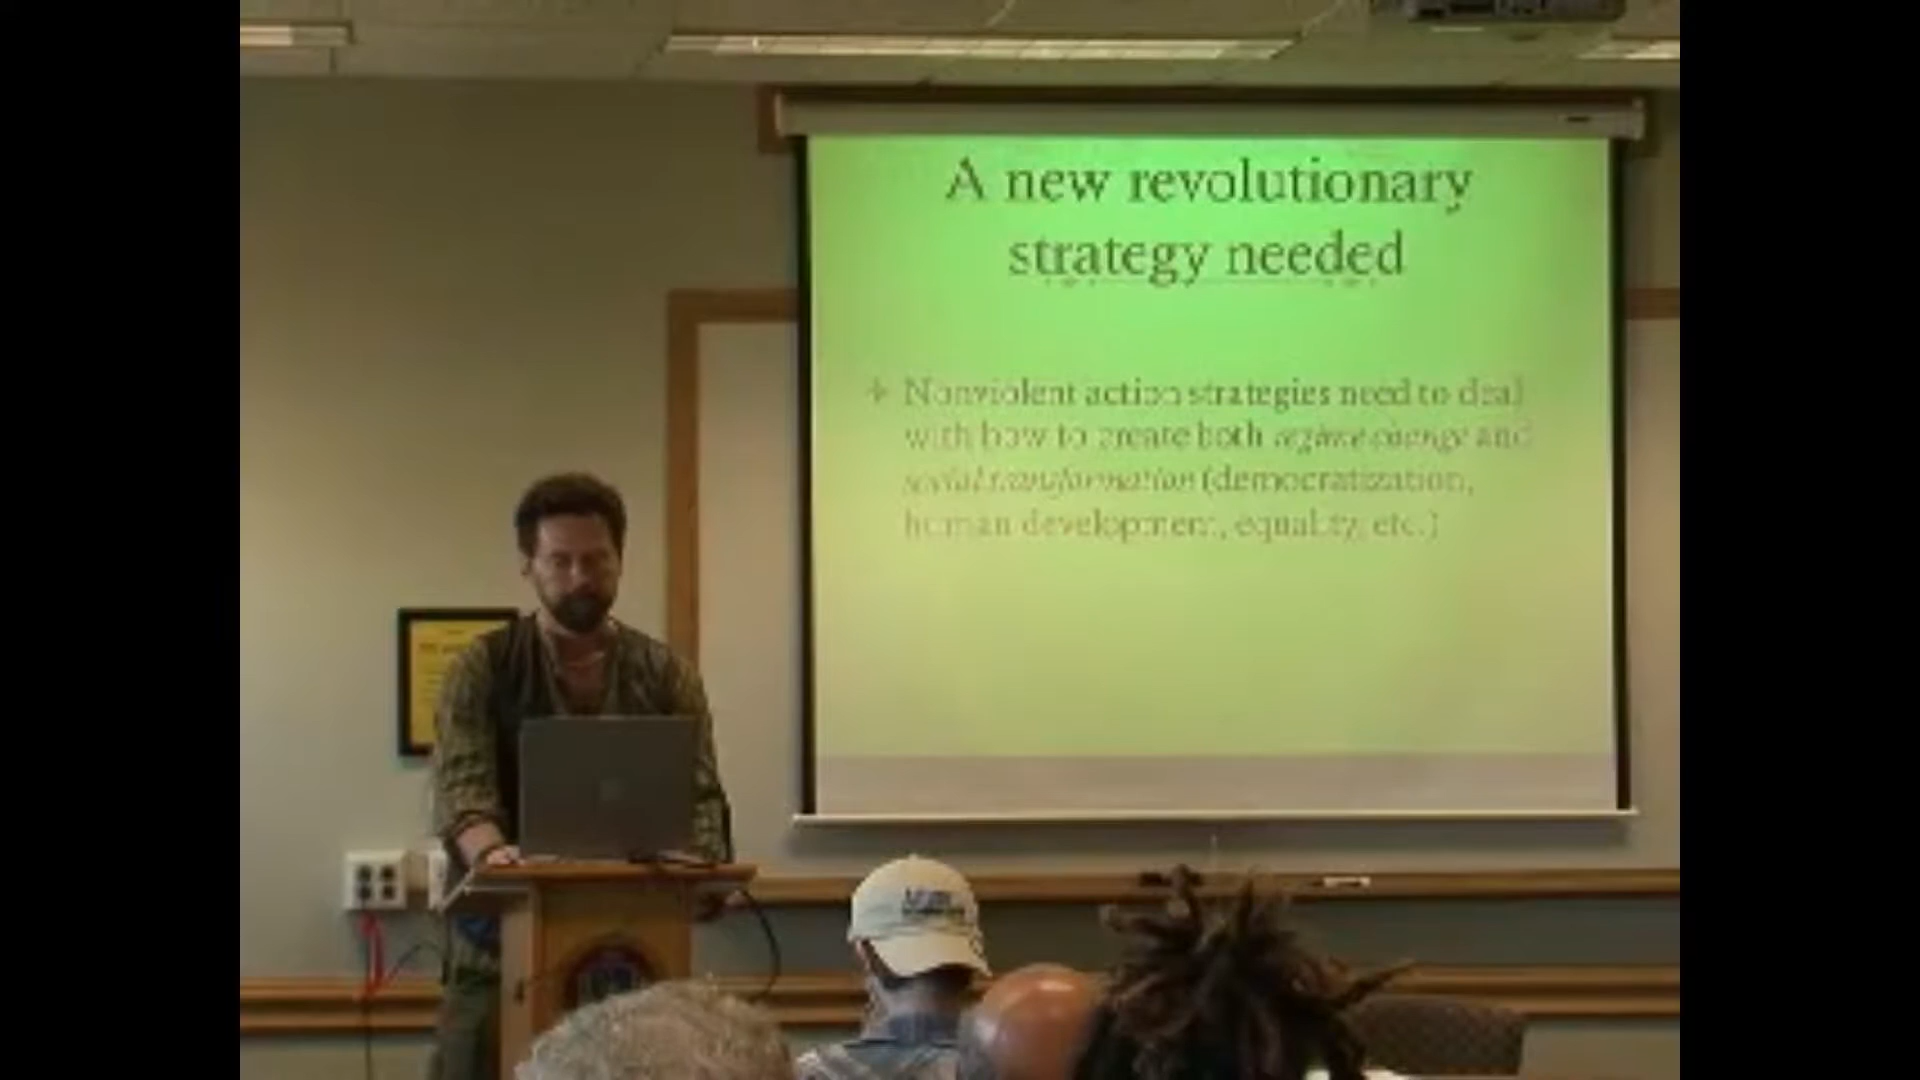 A new revolutionary
strategy needed
Nonviolent action strategies need to deal
with how to create both regime change and
social transformation (democratization,
human development, equality, etc.)